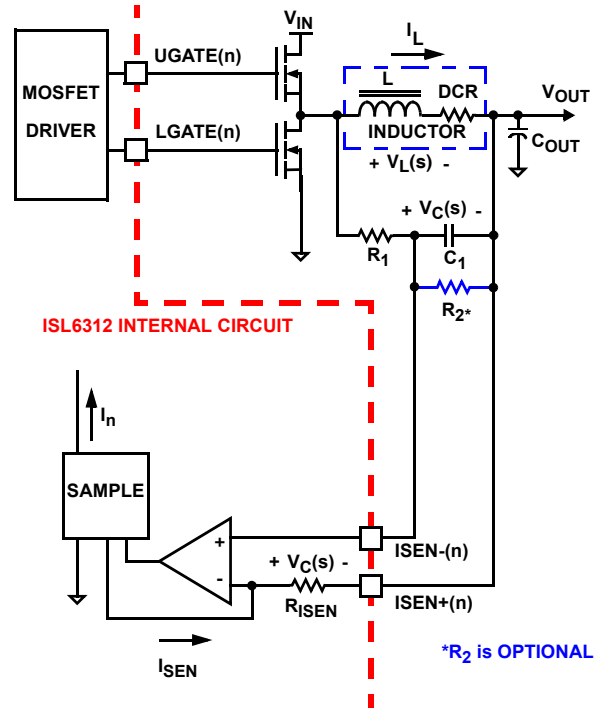 V_IN
I_L
MOSFET
DRIVER
UGATE(n)
LGATE(n)
L
DCR
INDUCTOR
V_OUT
C_OUT
+ V_L(s) -
+ V_C(s) -
R_1
C_1
R_2*
ISL6312 INTERNAL CIRCUIT
I_n
SAMPLE
+
-
+ V_C(s) -
R_ISEN
ISEN-(n)
ISEN+(n)
I_SEN
*R_2 is OPTIONAL